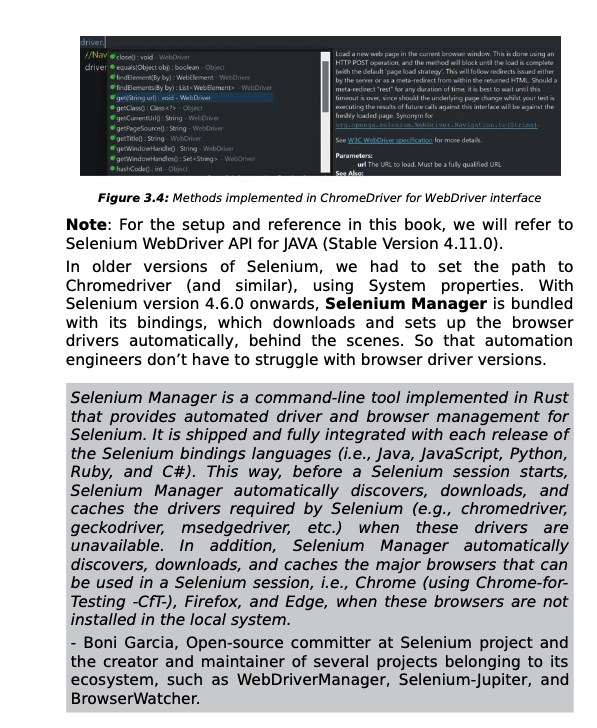 driver.
//Nav
driver
close() : void - WebDriver
equals(Object obj) : boolean - Object
findElement(By by) : WebElement - WebDriver
findElements(By by) : List<WebElement> - WebDriver
get(String url) : void - WebDriver
getClass() : Class<?> - Object
getCurrentUrl() : String - WebDriver
getPageSource() : String - WebDriver
getTitle() : String - WebDriver
getWindowHandle() : String - WebDriver
getWindowHandles() : Set<String> - WebDriver
hashCode() : int - Object
Load a new web page in the current browser window. This is done using an
HTTP POST operation, and the method will block until the load is complete
(with the default 'page load strategy'. This will follow redirects issued either
by the server or as a meta-redirect from within the returned HTML. Should a
meta-redirect "rest" for any duration of time, it is best to wait until this
timeout is over, since should the underlying page change whilst your test is
executing the results of future calls against this interface will be against the
freshly loaded page. Synonym for
org.openqa.selenium.WebDriver.Navigation.to(String).
See W3C WebDriver specification for more details.
Parameters:
url The URL to load. Must be a fully qualified URL
See Also:
Figure 3.4: Methods implemented in ChromeDriver for WebDriver interface
Note: For the setup and reference in this book, we will refer to
Selenium WebDriver API for JAVA (Stable Version 4.11.0).
In older versions of Selenium, we had to set the path to
Chromedriver (and similar), using System properties. With
Selenium version 4.6.0 onwards, Selenium Manager is bundled
with its bindings, which downloads and sets up the browser
drivers automatically, behind the scenes. So that automation
engineers don’t have to struggle with browser driver versions.
Selenium Manager is a command-line tool implemented in Rust
that provides automated driver and browser management for
Selenium. It is shipped and fully integrated with each release of
the Selenium bindings languages (i.e., Java, JavaScript, Python,
Ruby, and C#). This way, before a Selenium session starts,
Selenium Manager automatically discovers, downloads, and
caches the drivers required by Selenium (e.g., chromedriver,
geckodriver, msedgedriver, etc.) when these drivers are
unavailable. In addition, Selenium Manager automatically
discovers, downloads, and caches the major browsers that can
be used in a Selenium session, i.e., Chrome (using Chrome-for-
Testing -CfT-), Firefox, and Edge, when these browsers are not
installed in the local system.
- Boni Garcia, Open-source committer at Selenium project and
the creator and maintainer of several projects belonging to its
ecosystem, such as WebDriverManager, Selenium-Jupiter, and
BrowserWatcher.